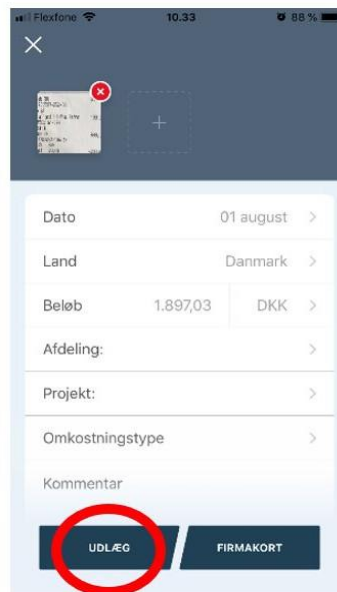 Flexfone 10.33 88 %
Dato 01 august
Land Danmark
Beløb 1.897,03 DKK
Afdeling:
Projekt:
Omkostningstype
Kommentar
UDLÆG FIRMAKORT